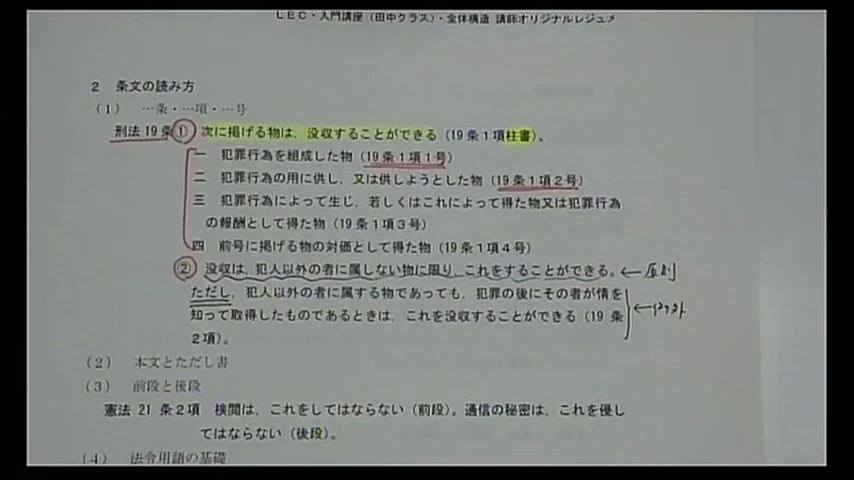 LEC・入門講座（田中クラス）・全体構造 講師オリジナルレジュメ
2 条文の読み方
（1） …条・…項・…号
刑法19条① 次に掲げる物は、没収することができる（19条1項柱書）。
一 犯罪行為を組成した物（19条1項1号）
二 犯罪行為の用に供し、又は供しようとした物（19条1項2号）
三 犯罪行為によって生じ、若しくはこれによって得た物又は犯罪行為
の報酬として得た物（19条1項3号）
四 前号に掲げる物の対価として得た物（19条1項4号）
② 没収は、犯人以外の者に属しない物に限り、これをすることができる。 ←原則
ただし、犯人以外の者に属する物であっても、犯罪の後にその者が情を
知って取得したものであるときは、これを没収することができる（19 条
2項）。
（2） 本文とただし書
（3） 前段と後段
憲法 21 条2項 検閲は、これをしてはならない（前段）。通信の秘密は、これを優し
てはならない（後段）。
（4） 法令用語の基礎